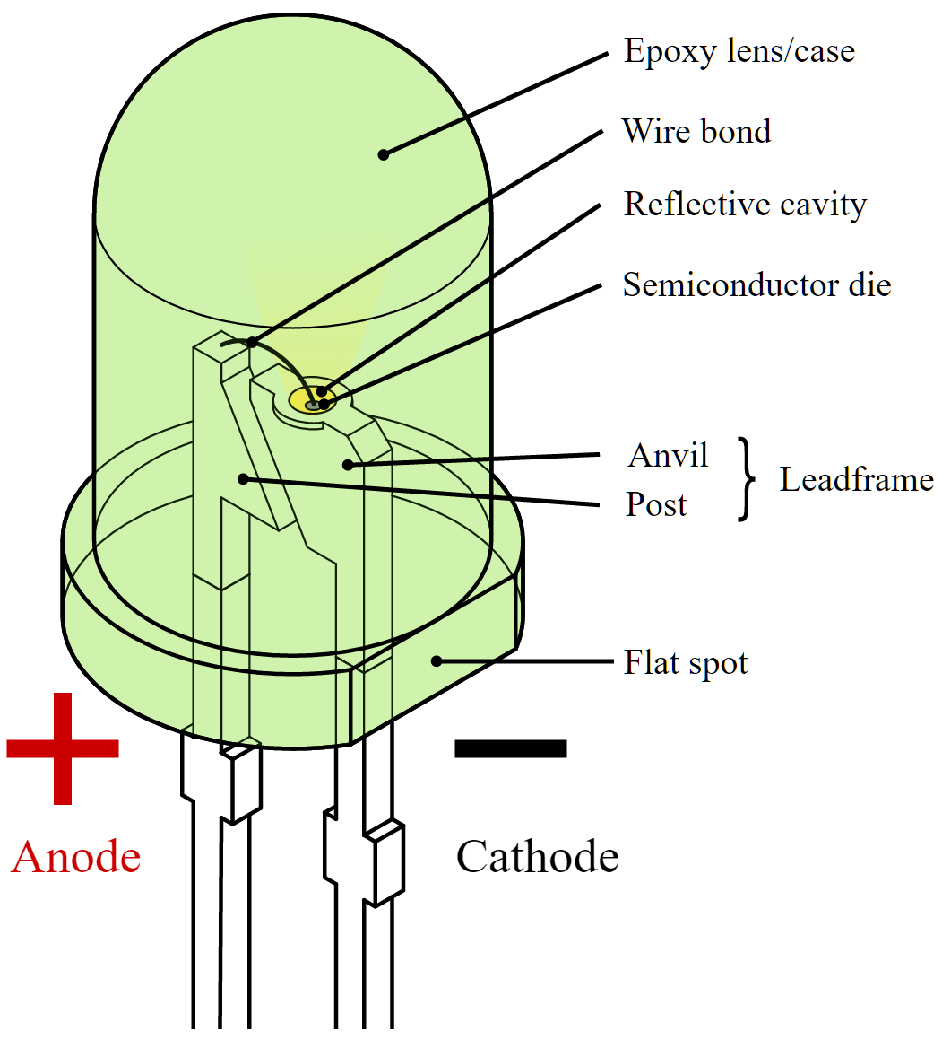 Epoxy lens/case
Wire bond
Reflective cavity
Semiconductor die
Anvil
Post
Leadframe
Flat spot
Anode
Cathode